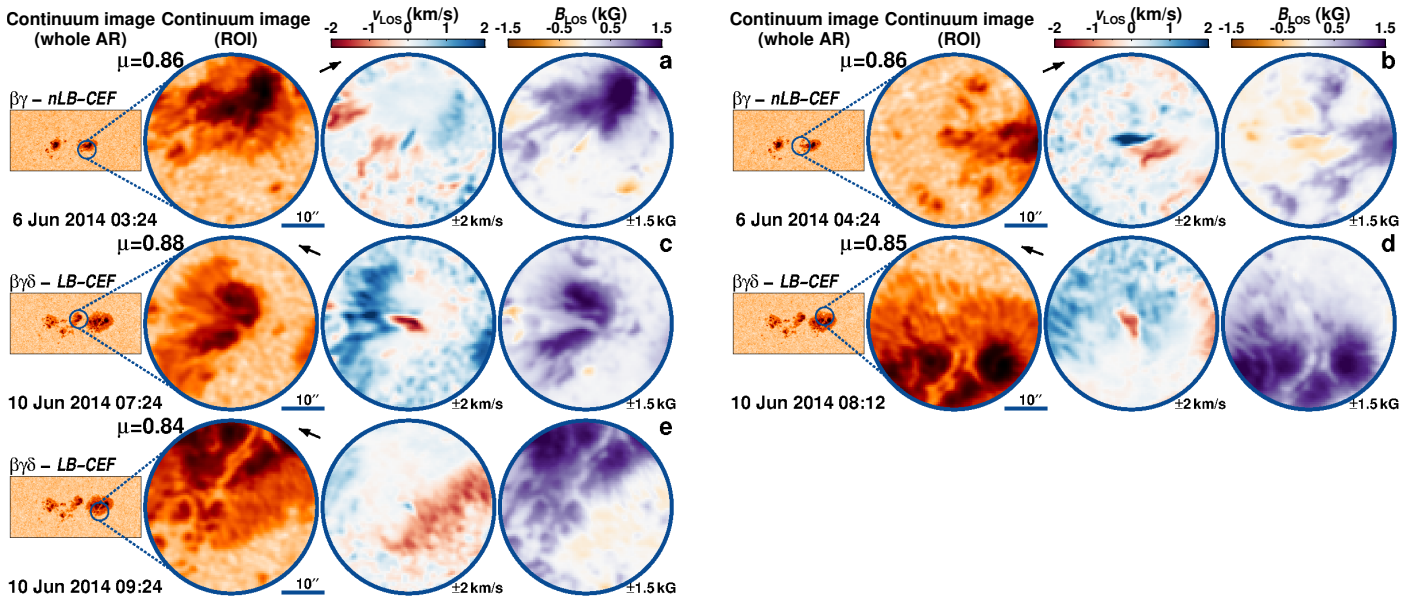 Continuum image Continuum image vLOS (km/s) BLOS (kG)
(whole AR) (ROI) -2 -1 0 1 2 -1.5 -0.5 0.5 1.5
μ=0.86 a
βγ – nLB–CEF
6 Jun 2014 03:24 10′′ ±2 km/s ±1.5 kG
Continuum image Continuum image vLOS (km/s) BLOS (kG)
(whole AR) (ROI) -2 -1 0 1 2 -1.5 -0.5 0.5 1.5
μ=0.86 b
βγ – nLB–CEF
6 Jun 2014 04:24 10′′ ±2 km/s ±1.5 kG
μ=0.88 c
βγδ – LB–CEF
10 Jun 2014 07:24 10′′ ±2 km/s ±1.5 kG
μ=0.85 d
βγδ – LB–CEF
10 Jun 2014 08:12 10′′ ±2 km/s ±1.5 kG
μ=0.84 e
βγδ – LB–CEF
10 Jun 2014 09:24 10′′ ±2 km/s ±1.5 kG